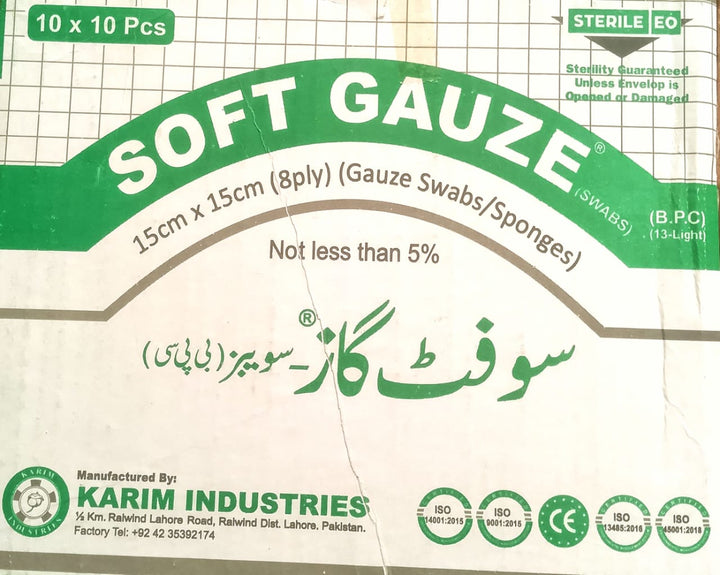 10 x 10 Pcs
STERILE EO
Sterility Guaranteed
Unless Envelop is
Opened or Damaged
SOFT GAUZE®
(SWABS)
15cm x 15cm (8ply) (Gauze Swabs/Sponges)
(B.P.C)
(13-Light)
Not less than 5%
سوفٹ گاز® - سویبز (بی پی سی)
KARIM
INDUSTRIES
Manufactured By:
KARIM INDUSTRIES
½ Km. Raiwind Lahore Road, Raiwind Dist. Lahore. Pakistan.
Factory Tel: +92 42 35392174
ISO
14001:2015
ISO
9001:2015
CE
ISO
13485:2016
ISO
45001:2018